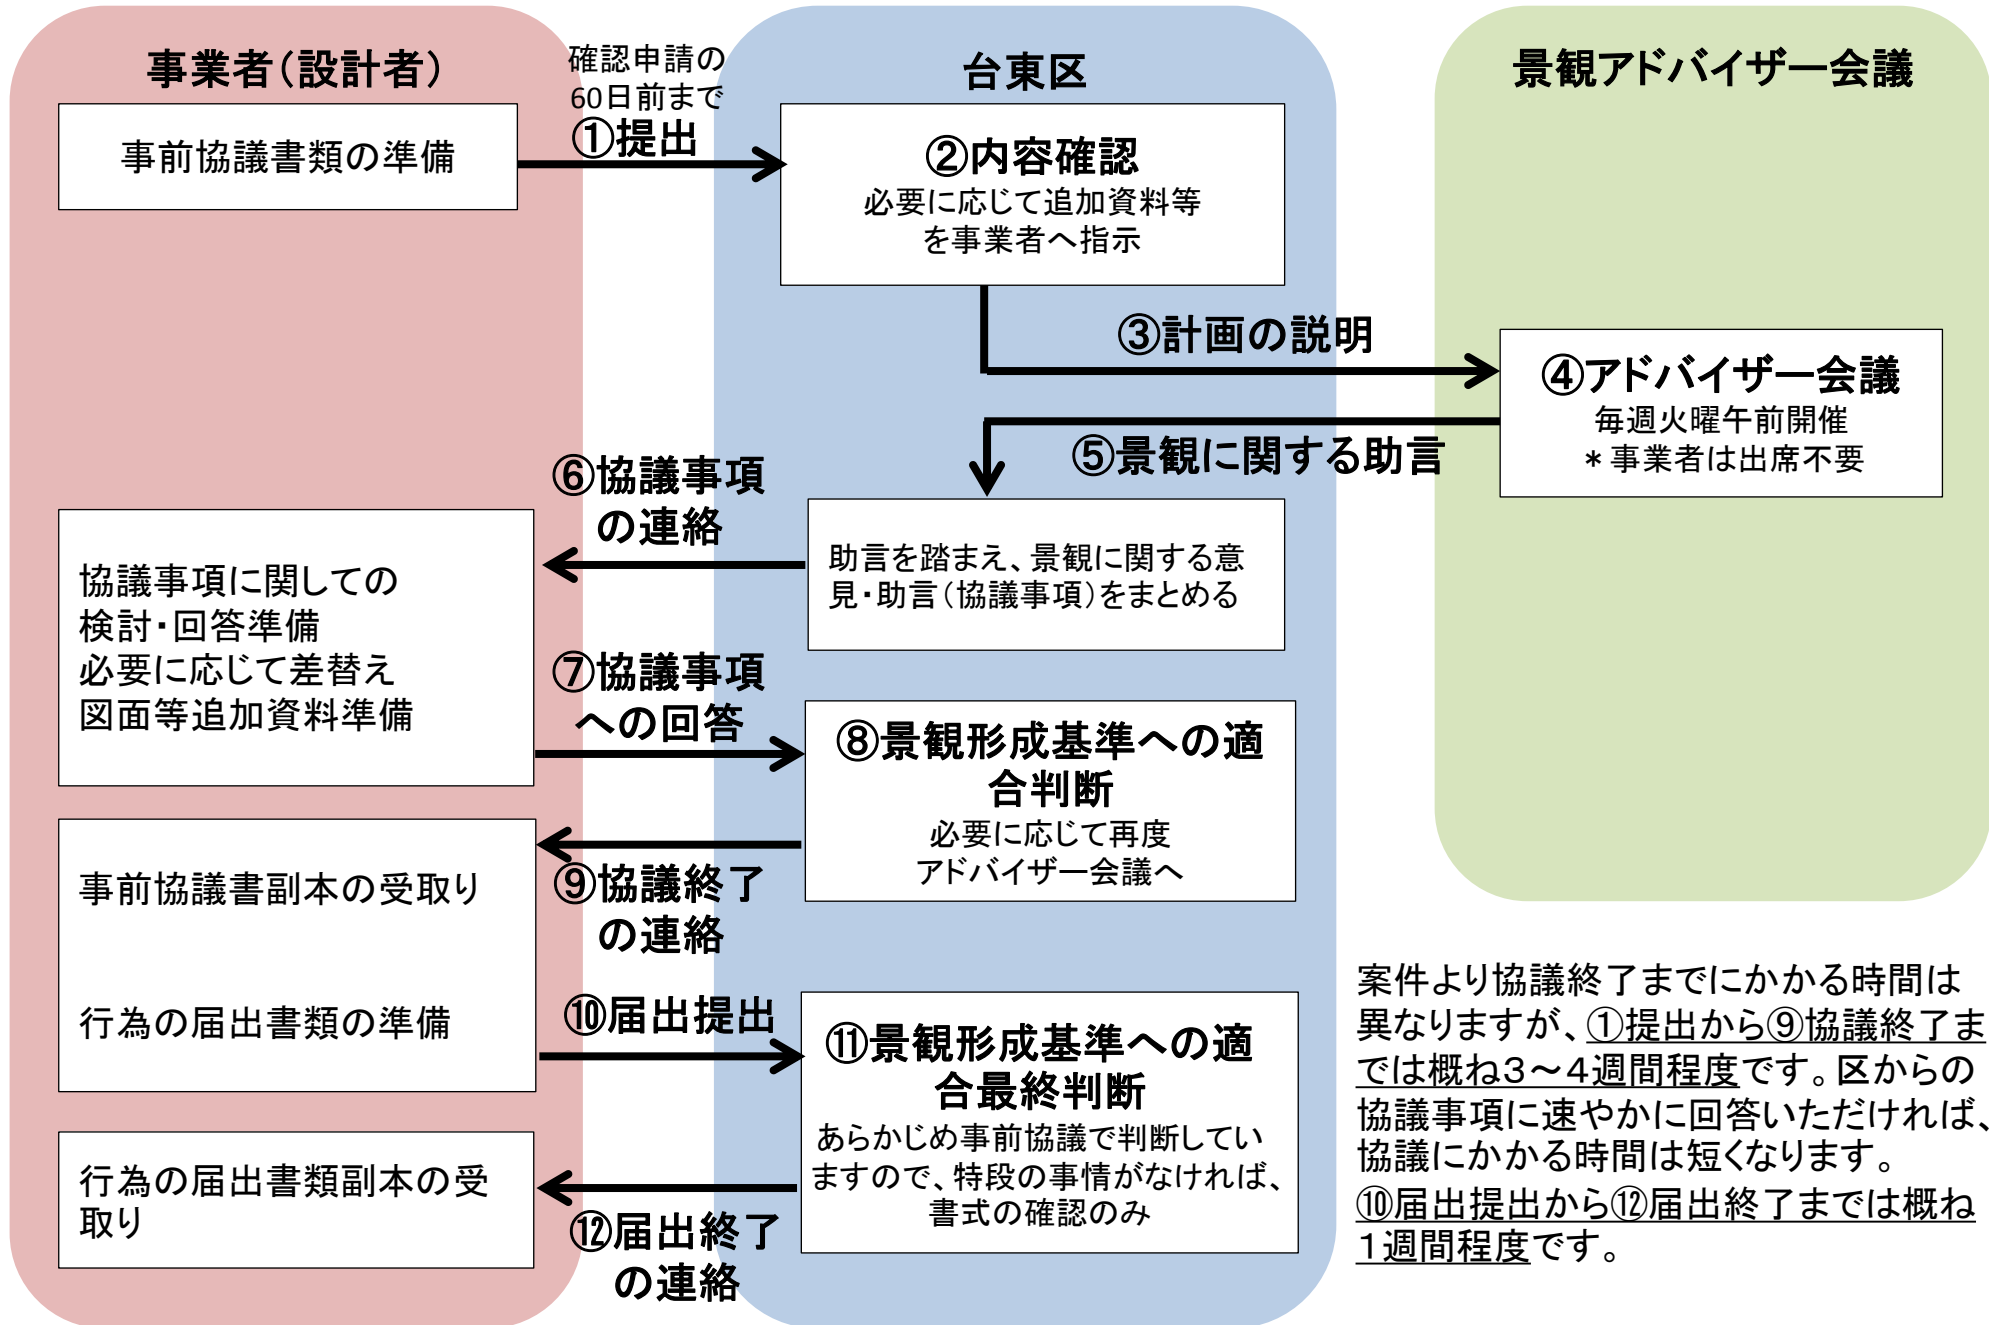 事業者(設計者)
確認申請の
60日前まで
①提出
台東区
景観アドバイザー会議
事前協議書類の準備
②内容確認
必要に応じて追加資料等
を事業者へ指示
③計画の説明
④アドバイザー会議
毎週火曜午前開催
*事業者は出席不要
⑤景観に関する助言
⑥協議事項
の連絡
助言を踏まえ、景観に関する意
見・助言(協議事項)をまとめる
協議事項に関しての
検討・回答準備
必要に応じて差替え
図面等追加資料準備
⑦協議事項
への回答
⑧景観形成基準への適
合判断
必要に応じて再度
アドバイザー会議へ
事前協議書副本の受取り
⑨協議終了
の連絡
行為の届出書類の準備
⑩届出提出
⑪景観形成基準への適
合最終判断
あらかじめ事前協議で判断してい
ますので、特段の事情がなければ、
書式の確認のみ
行為の届出書類副本の受
取り
⑫届出終了
の連絡
案件より協議終了までにかかる時間は
異なりますが、①提出から⑨協議終了ま
では概ね3~4週間程度です。区からの
協議事項に速やかに回答いただければ、
協議にかかる時間は短くなります。
⑩届出提出から⑫届出終了までは概ね
1週間程度です。